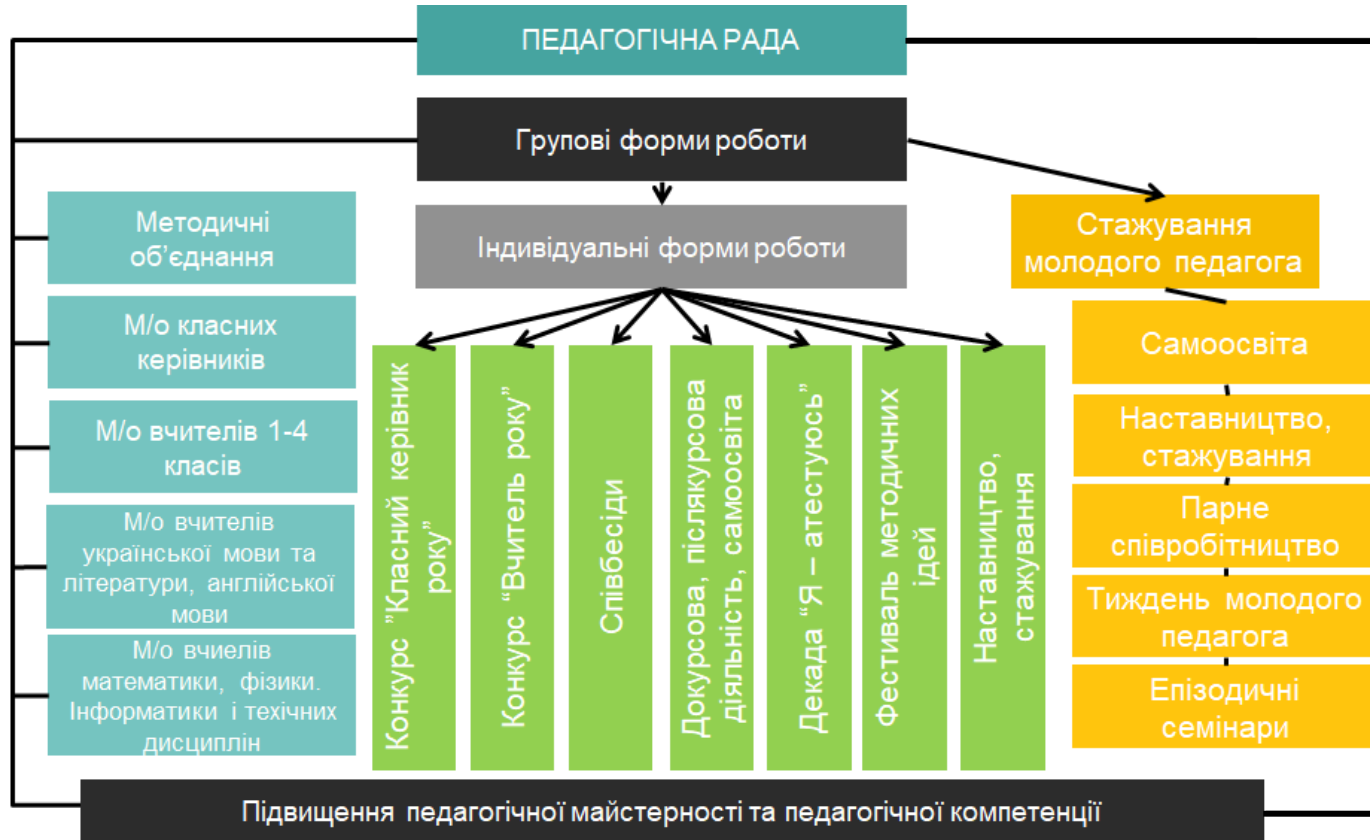 ПЕДАГОГІЧНА РАДА
Групові форми роботи
Індивідуальні форми роботи
Методичні
об’єднання
М/о класних
керівників
М/о вчителів 1-4
класів
М/о вчителів
української мови та
літератури, англійської
мови
М/о вчиелів
математики, фізики.
Інформатики і техічних
дисциплін
Конкурс ”Класний керівник
року”
Конкурс “Вчитель року”
Співбесіди
Докурсова, післякурсова
діяльність, самоосвіта
Декада “Я – атестуюсь”
Фестиваль методичних
ідей
Наставництво,
стажування
Стажування
молодого педагога
Самоосвіта
Наставництво,
стажування
Парне
співробітництво
Тиждень молодого
педагога
Епізодичні
семінари
Підвищення педагогічної майстерності та педагогічної компетенції